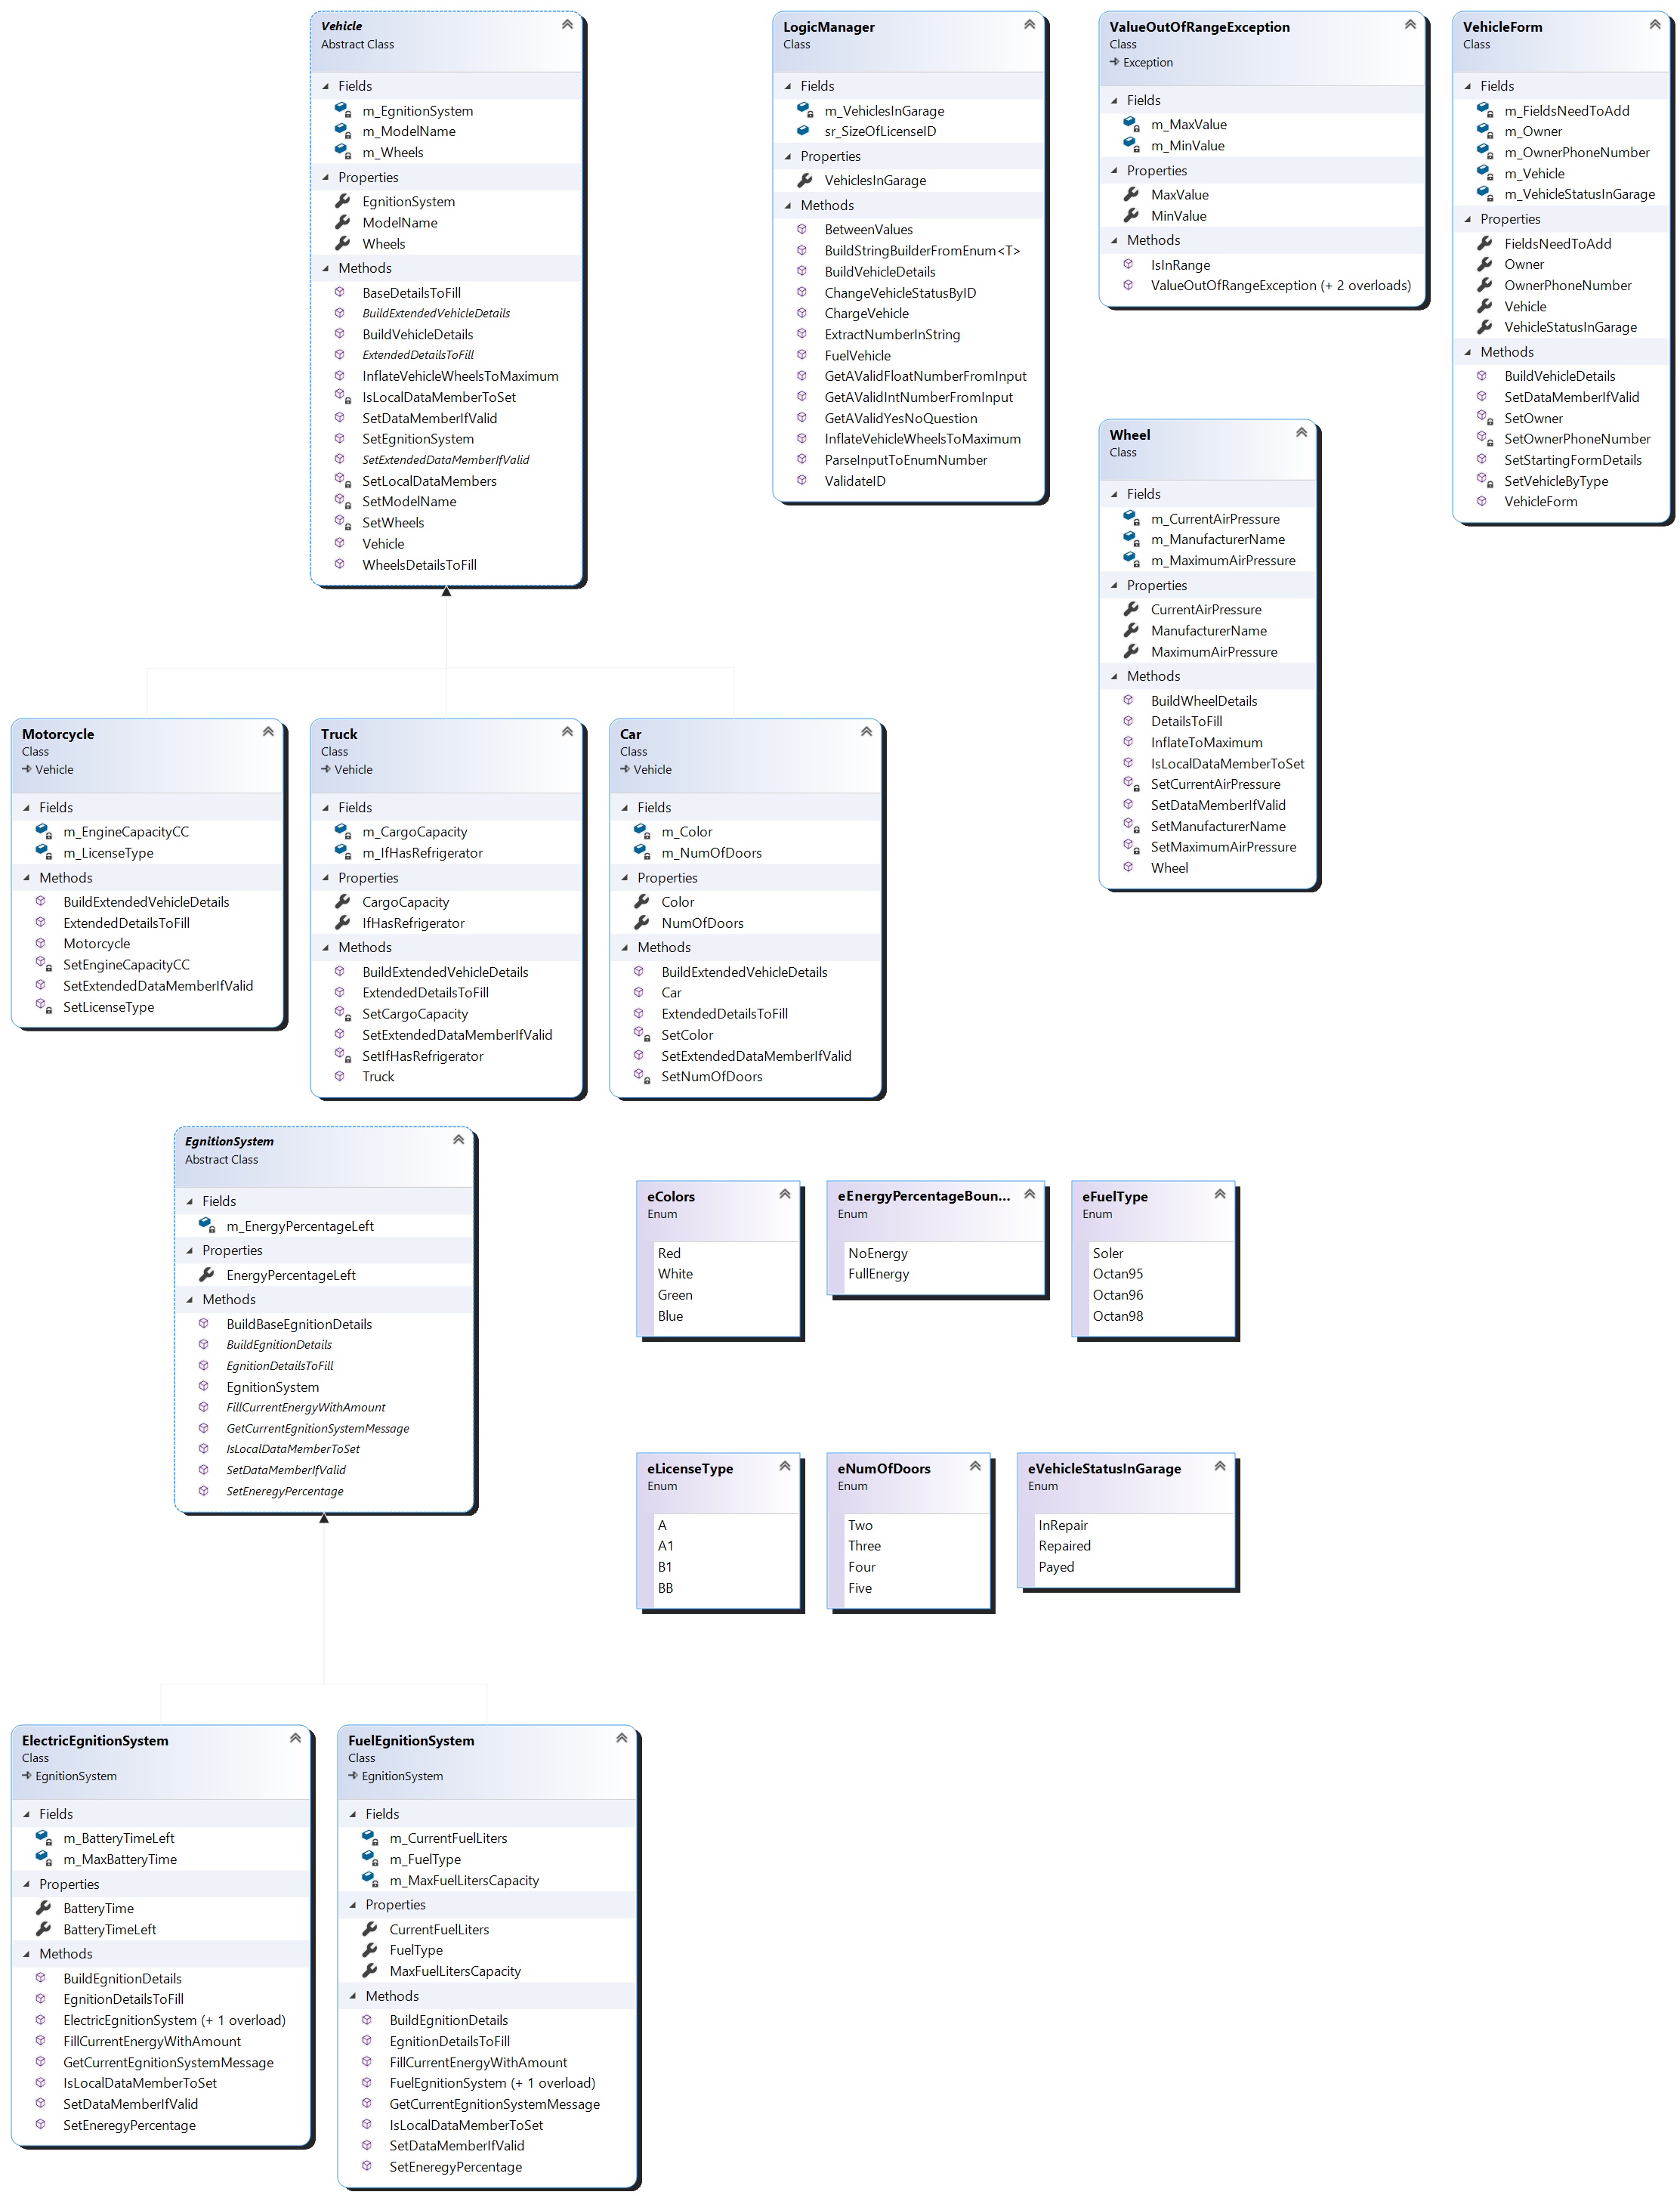 Vehicle
Abstract Class
Fields
m_EgnitionSystem
m_ModelName
m_Wheels
Properties
EgnitionSystem
ModelName
Wheels
Methods
BaseDetailsToFill
BuildExtendedVehicleDetails
BuildVehicleDetails
ExtendedDetailsToFill
InflateVehicleWheelsToMaximum
IsLocalDataMemberToSet
SetDataMemberIfValid
SetEgnitionSystem
SetExtendedDataMemberIfValid
SetLocalDataMembers
SetModelName
SetWheels
Vehicle
WheelsDetailsToFill
LogicManager
Class
Fields
m_VehiclesInGarage
sr_SizeOfLicenseID
Properties
VehiclesInGarage
Methods
BetweenValues
BuildStringBuilderFromEnum<T>
BuildVehicleDetails
ChangeVehicleStatusByID
ChargeVehicle
ExtractNumberInString
FuelVehicle
GetAValidFloatNumberFromInput
GetAValidIntNumberFromInput
GetAValidYesNoQuestion
InflateVehicleWheelsToMaximum
ParseInputToEnumNumber
ValidateID
ValueOutOfRangeException
Class
Exception
Fields
m_MaxValue
m_MinValue
Properties
MaxValue
MinValue
Methods
IsInRange
ValueOutOfRangeException (+ 2 overloads)
VehicleForm
Class
Fields
m_FieldsNeedToAdd
m_Owner
m_OwnerPhoneNumber
m_Vehicle
m_VehicleStatusInGarage
Properties
FieldsNeedToAdd
Owner
OwnerPhoneNumber
Vehicle
VehicleStatusInGarage
Methods
BuildVehicleDetails
SetDataMemberIfValid
SetOwner
SetOwnerPhoneNumber
SetStartingFormDetails
SetVehicleByType
VehicleForm
Wheel
Class
Fields
m_CurrentAirPressure
m_ManufacturerName
m_MaximumAirPressure
Properties
CurrentAirPressure
ManufacturerName
MaximumAirPressure
Methods
BuildWheelDetails
DetailsToFill
InflateToMaximum
IsLocalDataMemberToSet
SetCurrentAirPressure
SetDataMemberIfValid
SetManufacturerName
SetMaximumAirPressure
Wheel
Motorcycle
Class
Vehicle
Fields
m_EngineCapacityCC
m_LicenseType
Methods
BuildExtendedVehicleDetails
ExtendedDetailsToFill
Motorcycle
SetEngineCapacityCC
SetExtendedDataMemberIfValid
SetLicenseType
Truck
Class
Vehicle
Fields
m_CargoCapacity
m_IfHasRefrigerator
Properties
CargoCapacity
IfHasRefrigerator
Methods
BuildExtendedVehicleDetails
ExtendedDetailsToFill
SetCargoCapacity
SetExtendedDataMemberIfValid
SetIfHasRefrigerator
Truck
Car
Class
Vehicle
Fields
m_Color
m_NumOfDoors
Properties
Color
NumOfDoors
Methods
BuildExtendedVehicleDetails
Car
ExtendedDetailsToFill
SetColor
SetExtendedDataMemberIfValid
SetNumOfDoors
EgnitionSystem
Abstract Class
Fields
m_EnergyPercentageLeft
Properties
EnergyPercentageLeft
Methods
BuildBaseEgnitionDetails
BuildEgnitionDetails
EgnitionDetailsToFill
EgnitionSystem
FillCurrentEnergyWithAmount
GetCurrentEgnitionSystemMessage
IsLocalDataMemberToSet
SetDataMemberIfValid
SetEneregyPercentage
eColors
Enum
Red
White
Green
Blue
eEnergyPercentageBoun...
Enum
NoEnergy
FullEnergy
eFuelType
Enum
Soler
Octan95
Octan96
Octan98
eLicenseType
Enum
A
A1
B1
BB
eNumOfDoors
Enum
Two
Three
Four
Five
eVehicleStatusInGarage
Enum
InRepair
Repaired
Payed
ElectricEgnitionSystem
Class
EgnitionSystem
Fields
m_BatteryTimeLeft
m_MaxBatteryTime
Properties
BatteryTime
BatteryTimeLeft
Methods
BuildEgnitionDetails
EgnitionDetailsToFill
ElectricEgnitionSystem (+ 1 overload)
FillCurrentEnergyWithAmount
GetCurrentEgnitionSystemMessage
IsLocalDataMemberToSet
SetDataMemberIfValid
SetEneregyPercentage
FuelEgnitionSystem
Class
EgnitionSystem
Fields
m_CurrentFuelLiters
m_FuelType
m_MaxFuelLitersCapacity
Properties
CurrentFuelLiters
FuelType
MaxFuelLitersCapacity
Methods
BuildEgnitionDetails
EgnitionDetailsToFill
FillCurrentEnergyWithAmount
FuelEgnitionSystem (+ 1 overload)
GetCurrentEgnitionSystemMessage
IsLocalDataMemberToSet
SetDataMemberIfValid
SetEneregyPercentage